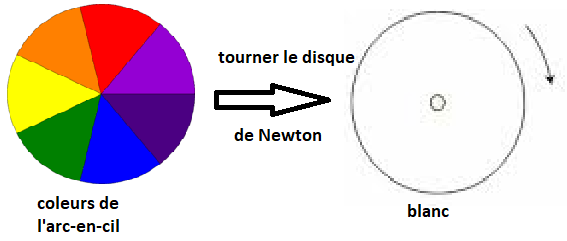 tourner le disque
de Newton
coleurs de
l'arc-en-cil
blanc